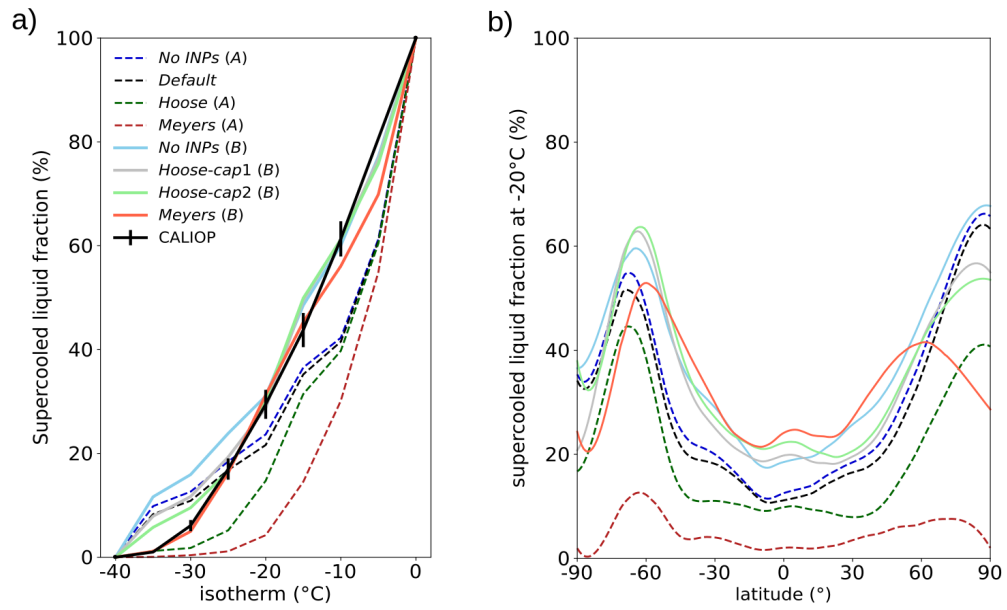 a)
Supercooled liquid fraction (%)
100
80
60
40
20
0
No INPs (A)
Default
Hoose (A)
Meyers (A)
No INPs (B)
Hoose-cap1 (B)
Hoose-cap2 (B)
Meyers (B)
CALIOP
-40 -30 -20 -10 0
isotherm (°C)
b)
supercooled liquid fraction at -20°C (%)
100
80
60
40
20
0
-90 -60 -30 0 30 60 90
latitude (°)